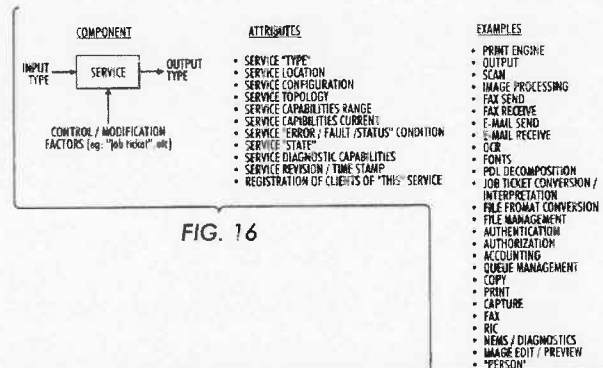 COMPONENT
INPUT TYPE
SERVICE
OUTPUT TYPE
CONTROL / MODIFICATION
FACTORS (eg: "job ticket" etc)
ATTRIBUTES
• SERVICE "TYPE"
• SERVICE LOCATION
• SERVICE CONFIGURATION
• SERVICE TOPOLOGY
• SERVICE CAPABILITIES RANGE
• SERVICE CAPIBILITIES CURRENT
• SERVICE "ERROR / FAULT /STATUS" CONDITION
• SERVICE "STATE"
• SERVICE DIAGNOSTIC CAPABILITIES
• SERVICE REVISION / TIME STAMP
• REGISTRATION OF CLIENTS OF "THIS" SERVICE
EXAMPLES
• PRINT ENGINE
• OUTPUT
• SCAN
• IMAGE PROCESSING
• FAX SEND
• FAX RECEIVE
• E-MAIL SEND
• E-MAIL RECEIVE
• OCR
• FONTS
• PDL DECOMPOSITION
• JOB TICKET CONVERSION /
INTERPRETATION
• FILE FROMAT CONVERSION
• FILE MANAGEMENT
• AUTHENTICATION
• AUTHORIZATION
• ACCOUNTING
• QUEUE MANAGEMENT
• COPY
• PRINT
• CAPTURE
• FAX
• RIC
• NEMS / DIAGNOSTICS
• IMAGE EDIT / PREVIEW
• "PERSON"
FIG. 16